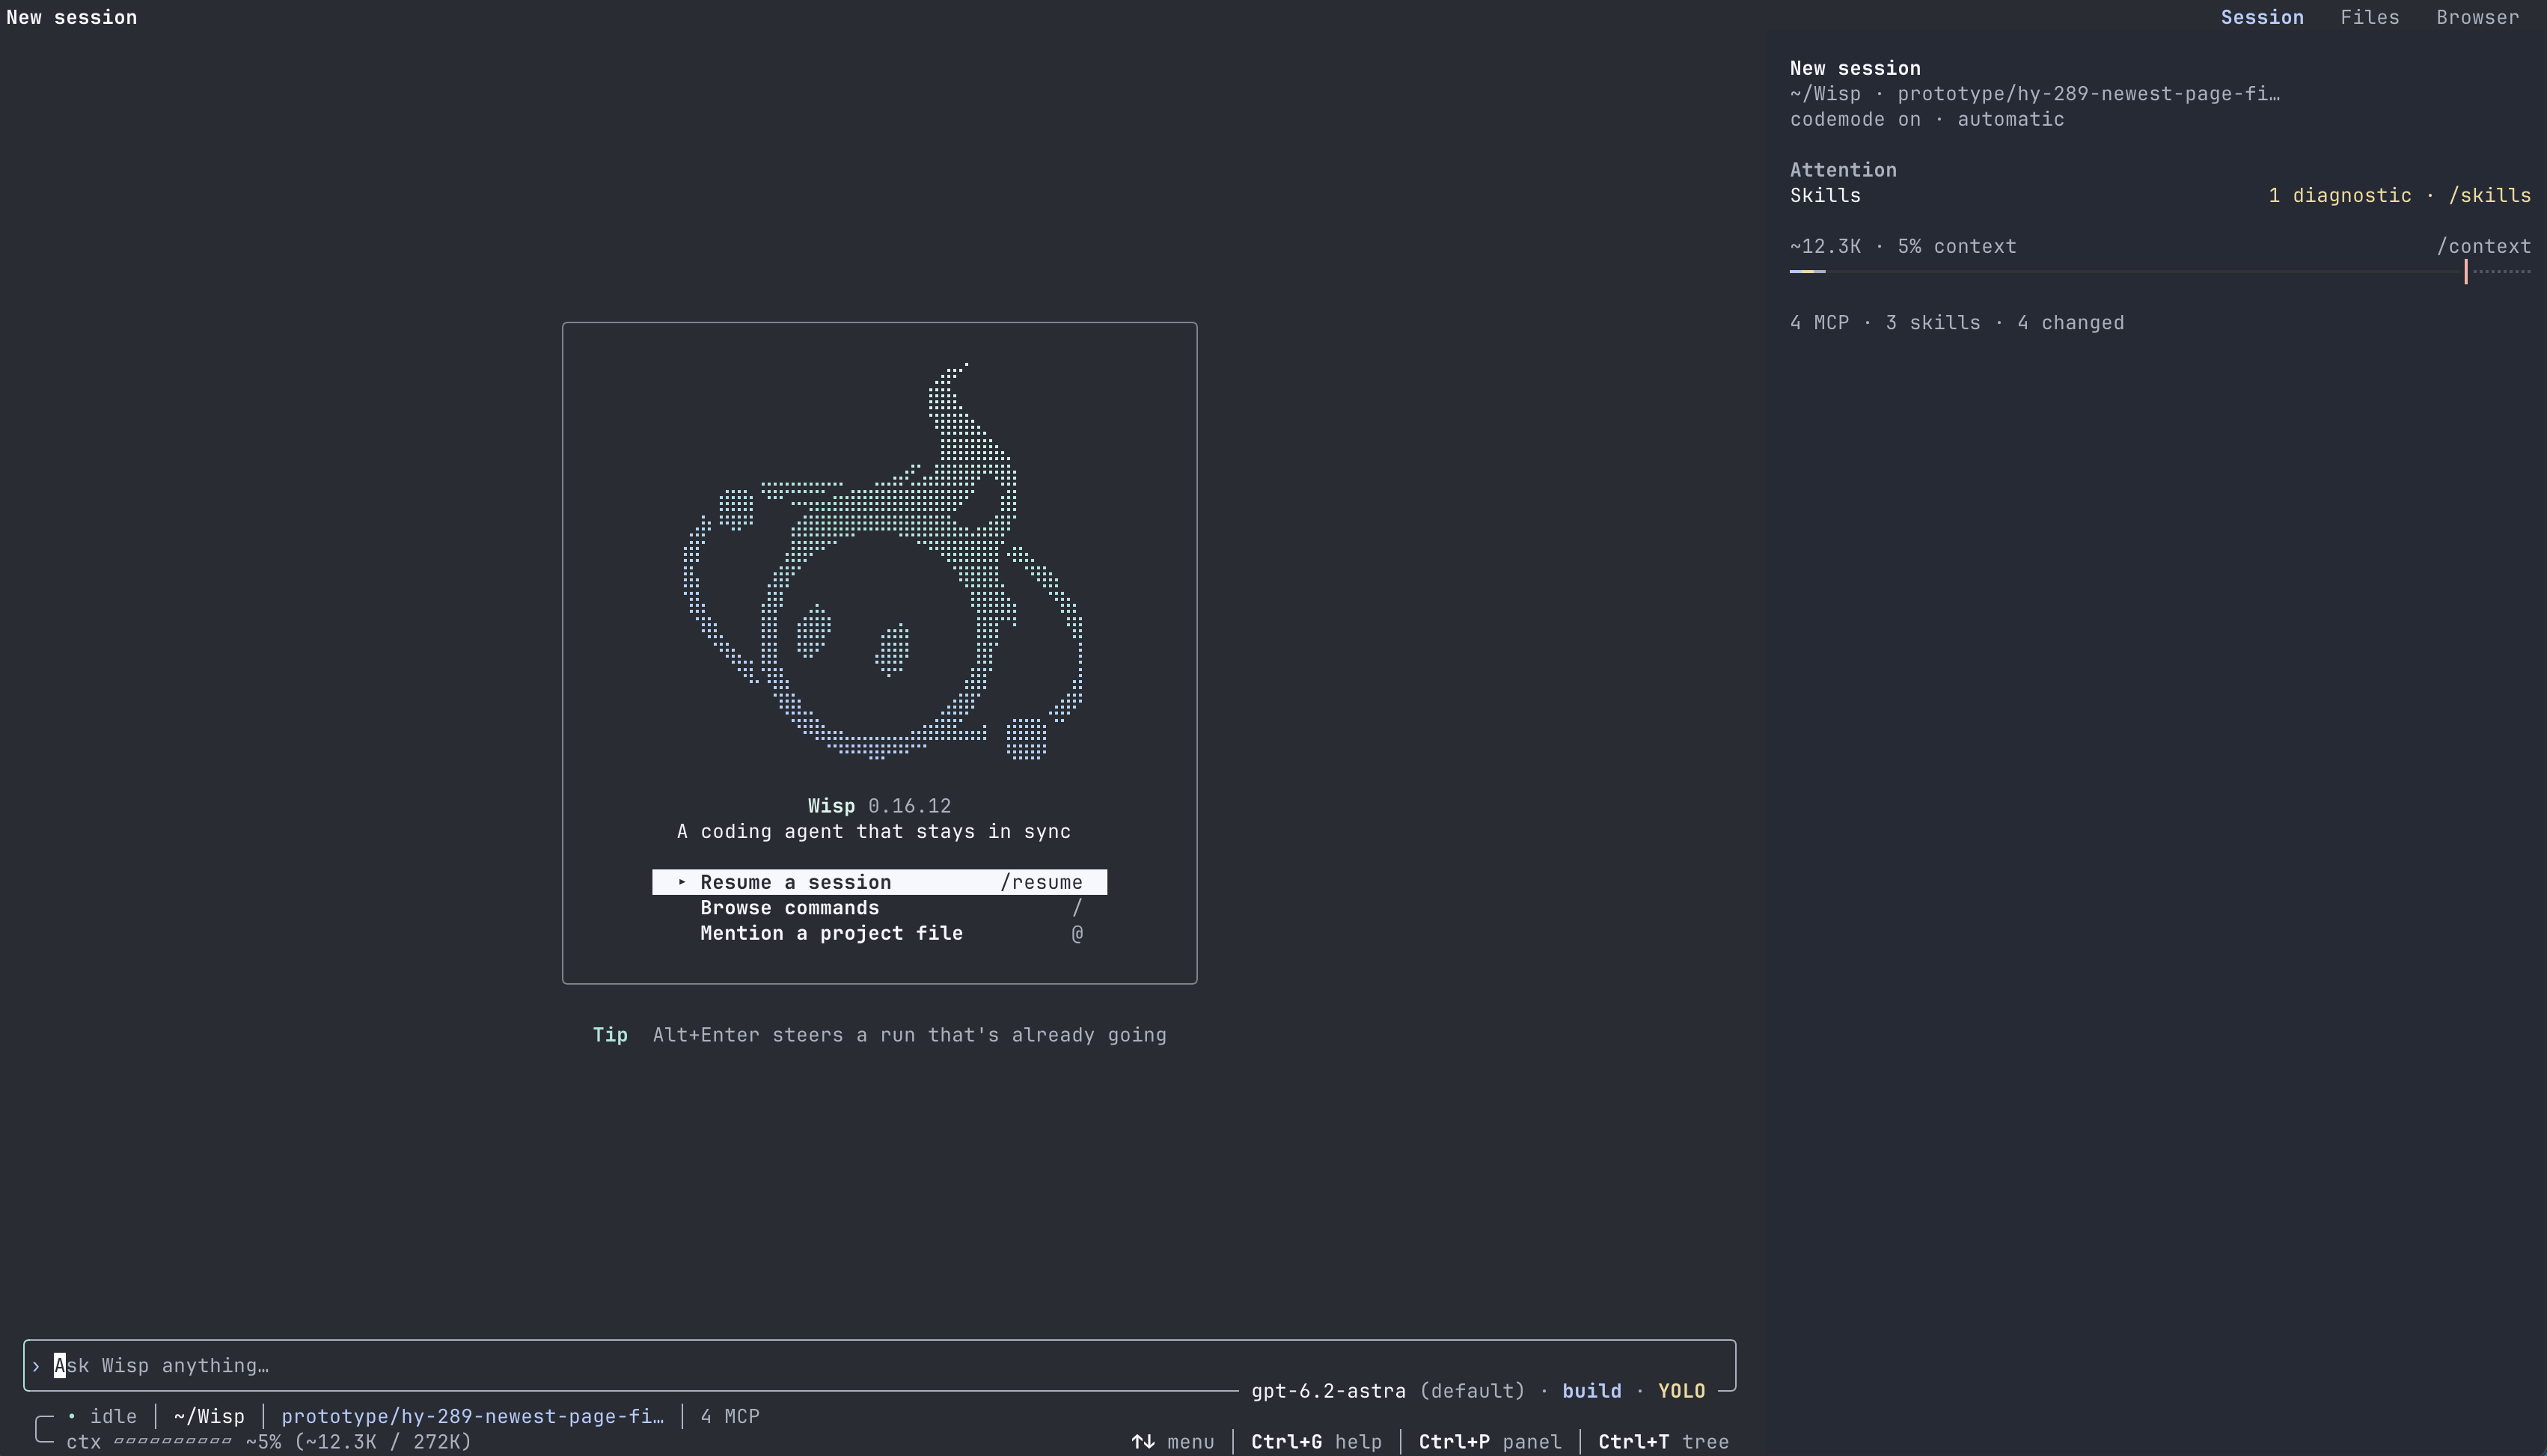 New session
Session Files Browser
New session
~/Wisp · prototype/hy-289-newest-page-fi…
codemode on · automatic
Attention
Skills 1 diagnostic · /skills
~12.3K · 5% context /context
4 MCP · 3 skills · 4 changed
Wisp 0.16.12
A coding agent that stays in sync
▸ Resume a session /resume
Browse commands /
Mention a project file @
Tip Alt+Enter steers a run that's already going
› Ask Wisp anything…
gpt-6.2-astra (default) · build · YOLO
• idle │ ~/Wisp │ prototype/hy-289-newest-page-fi… │ 4 MCP
ctx ▱▱▱▱▱▱▱▱▱▱ ~5% (~12.3K / 272K)
↑↓ menu │ Ctrl+G help │ Ctrl+P panel │ Ctrl+T tree